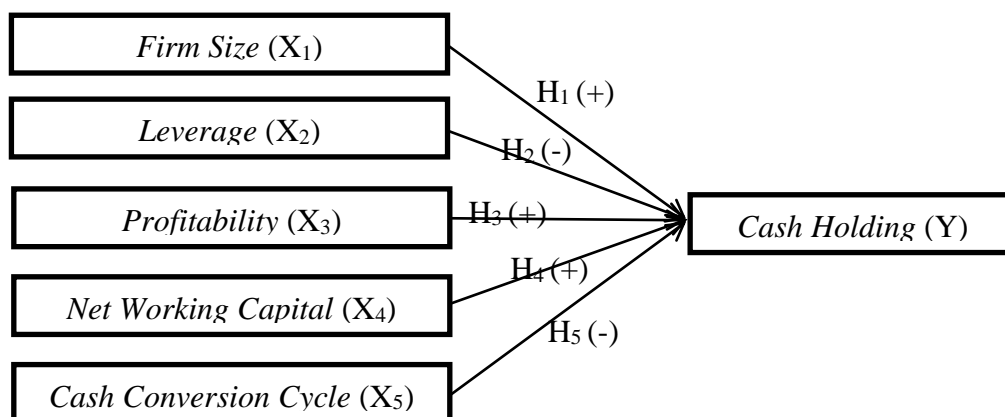 Firm Size (X₁)
H₁ (+)
Leverage (X₂)
H₂ (-)
Profitability (X₃)
H₃ (+)
Cash Holding (Y)
H₄ (+)
Net Working Capital (X₄)
H₅ (-)
Cash Conversion Cycle (X₅)